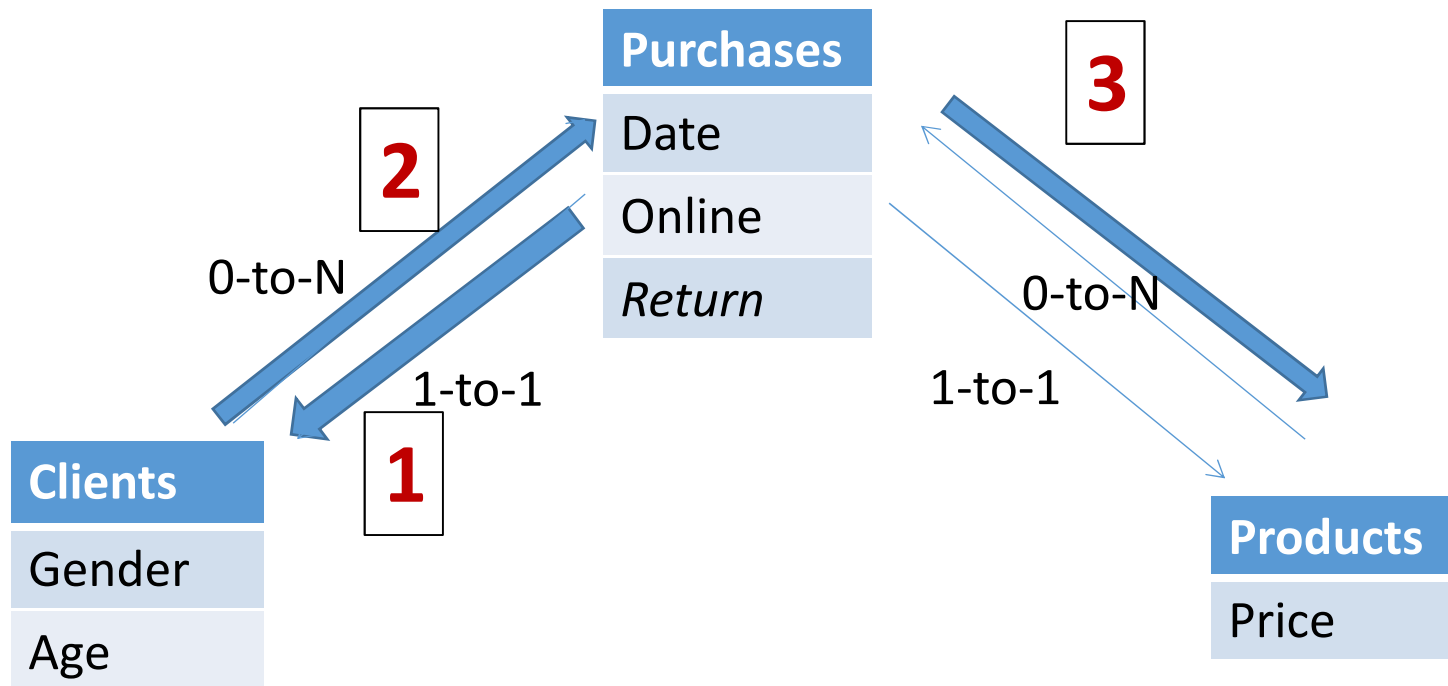 Purchases
Date
Online
Return
3
2
0-to-N
1-to-1
1
0-to-N
1-to-1
Clients
Gender
Age
Products
Price